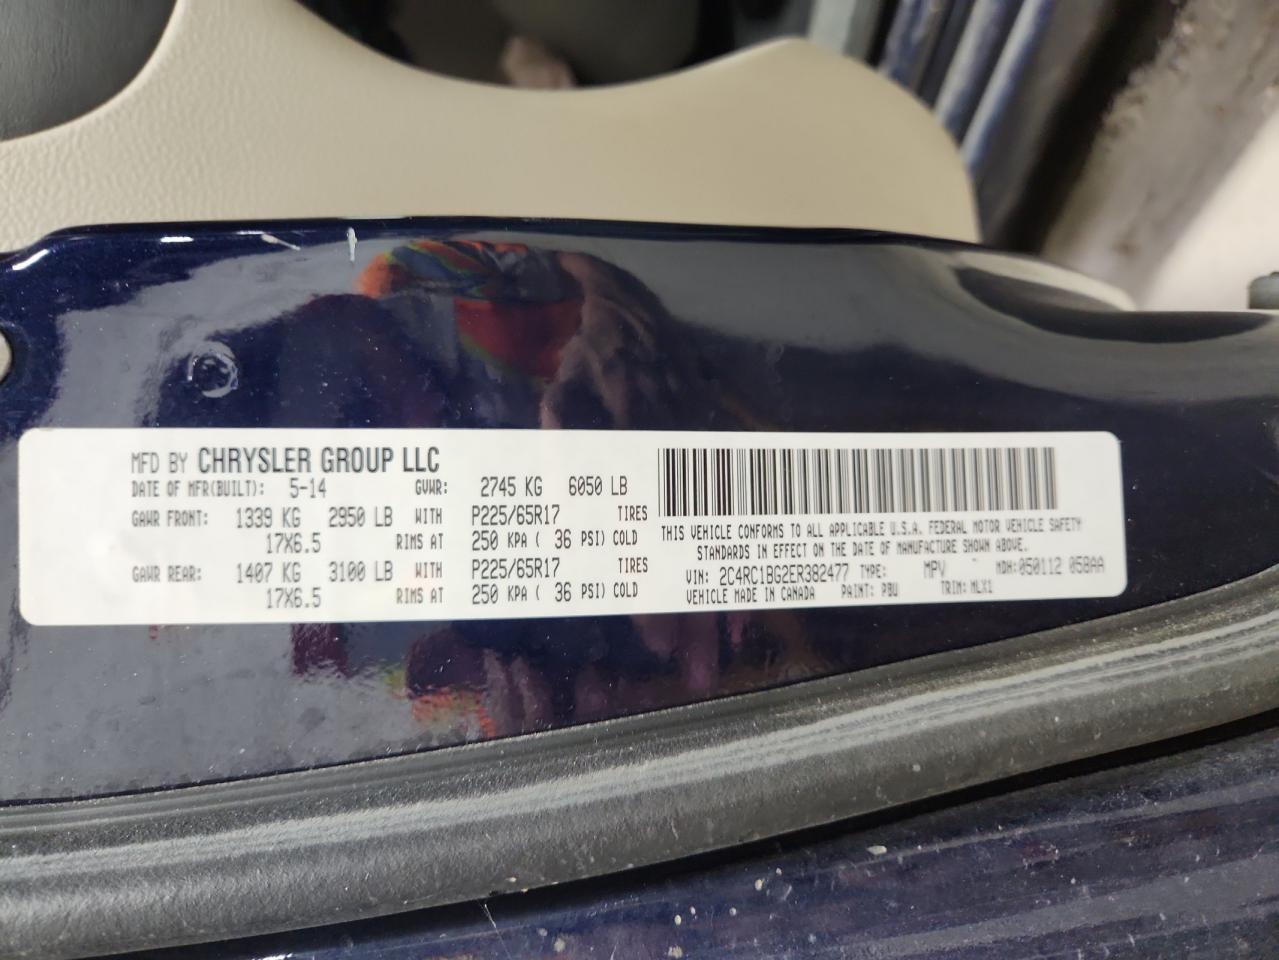 MFD BY CHRYSLER GROUP LLC
DATE OF MFR(BUILT): 5-14 GVWR: 2745 KG 6050 LB
GAWR FRONT: 1339 KG 2950 LB WITH P225/65R17 TIRES
17X6.5 RIMS AT 250 KPA ( 36 PSI) COLD
GAWR REAR: 1407 KG 3100 LB WITH P225/65R17 TIRES
17X6.5 RIMS AT 250 KPA ( 36 PSI) COLD
THIS VEHICLE CONFORMS TO ALL APPLICABLE U.S.A. FEDERAL MOTOR VEHICLE SAFETY
STANDARDS IN EFFECT ON THE DATE OF MANUFACTURE SHOWN ABOVE.
VIN: 2C4RC1BG2ER382477 TYPE: MPV MDH: 050112 058AA
VEHICLE MADE IN CANADA PAINT: PBU TRIM: MLX1